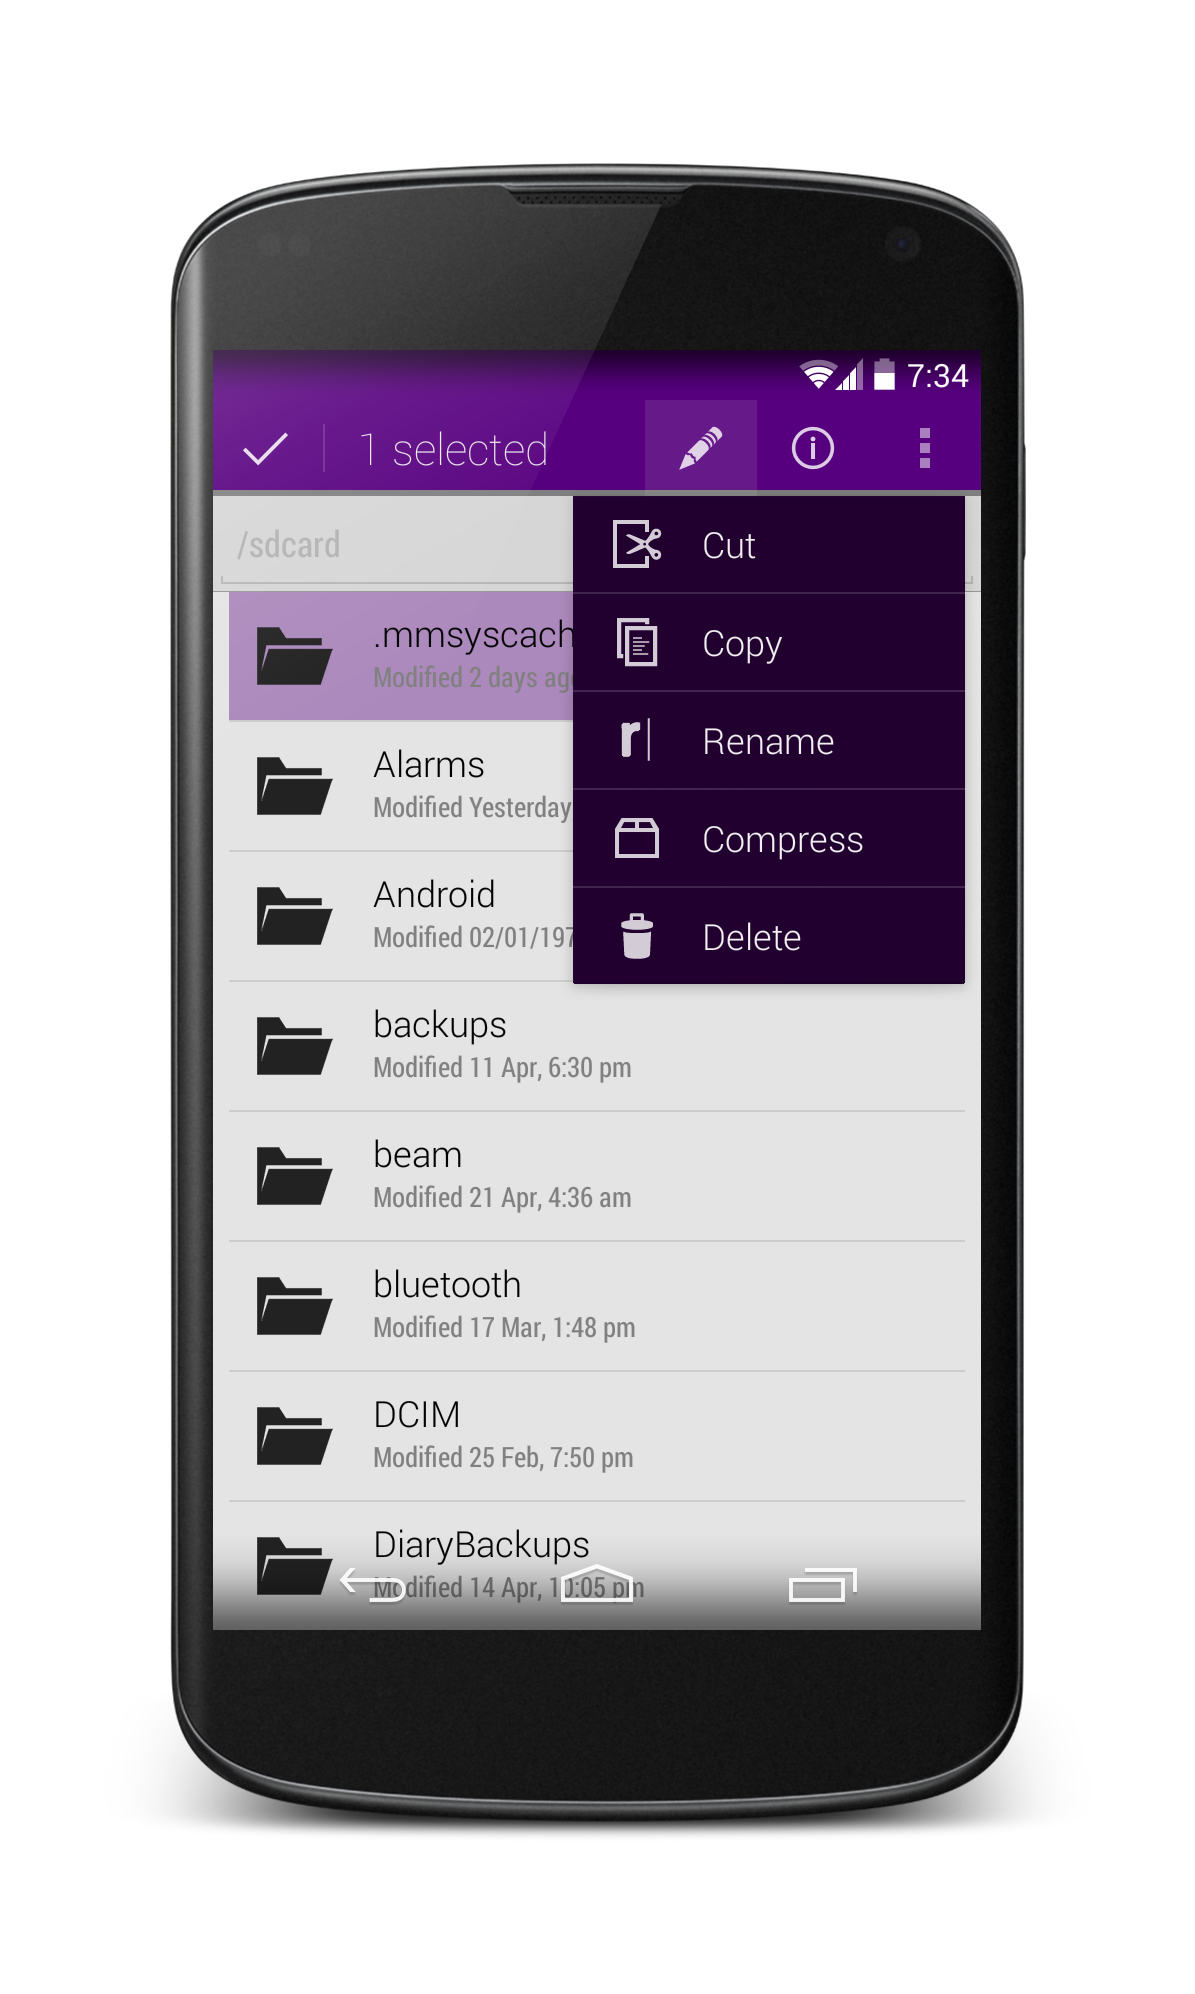 7:34
1 selected
/sdcard
Cut
Copy
Rename
Compress
Delete
.mmsyscach
Modified 2 days ag
Alarms
Modified Yesterday
Android
Modified 02/01/197
backups
Modified 11 Apr, 6:30 pm
beam
Modified 21 Apr, 4:36 am
bluetooth
Modified 17 Mar, 1:48 pm
DCIM
Modified 25 Feb, 7:50 pm
DiaryBackups
Modified 14 Apr, 10:05 pm